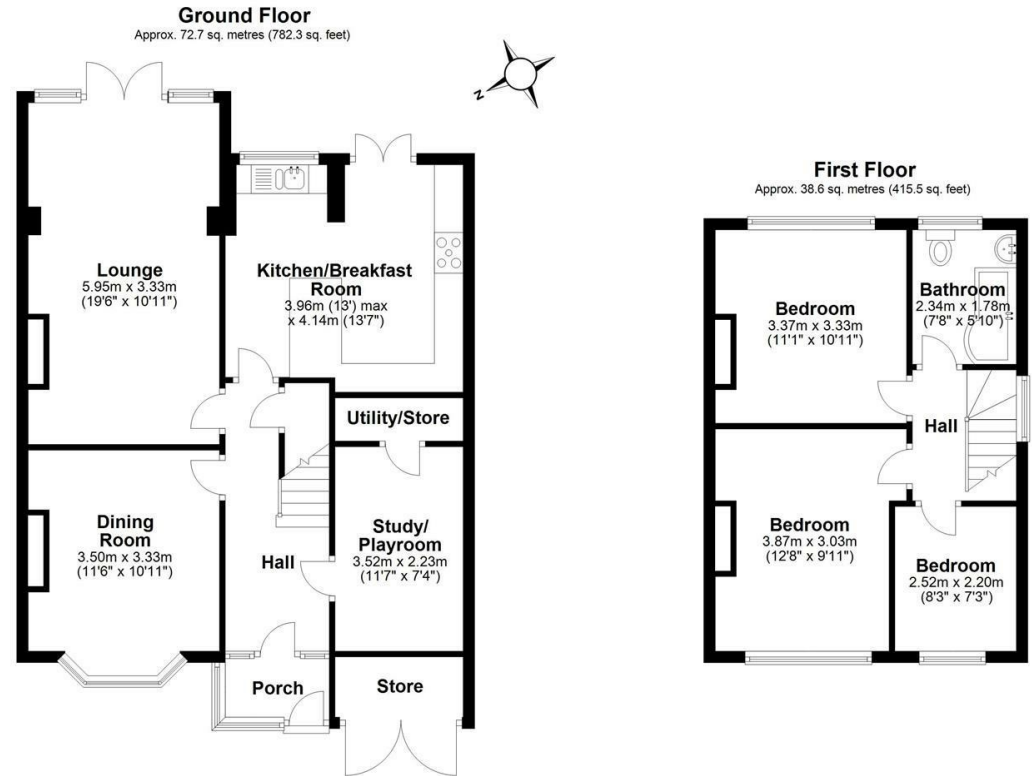 Ground Floor
Approx. 72.7 sq. metres (782.3 sq. feet)
N
Lounge
5.95m x 3.33m
(19'6" x 10'11")
Kitchen/Breakfast
Room
3.96m (13') max
x 4.14m (13'7")
Utility/Store
Dining
Room
3.50m x 3.33m
(11'6" x 10'11")
Study/
Playroom
3.52m x 2.23m
(11'7" x 7'4")
Hall
Porch
Store
First Floor
Approx. 38.6 sq. metres (415.5 sq. feet)
Bedroom
3.37m x 3.33m
(11'1" x 10'11")
Bathroom
2.34m x 1.78m
(7'8" x 5'10")
Hall
Bedroom
3.87m x 3.03m
(12'8" x 9'11")
Bedroom
2.52m x 2.20m
(8'3" x 7'3")